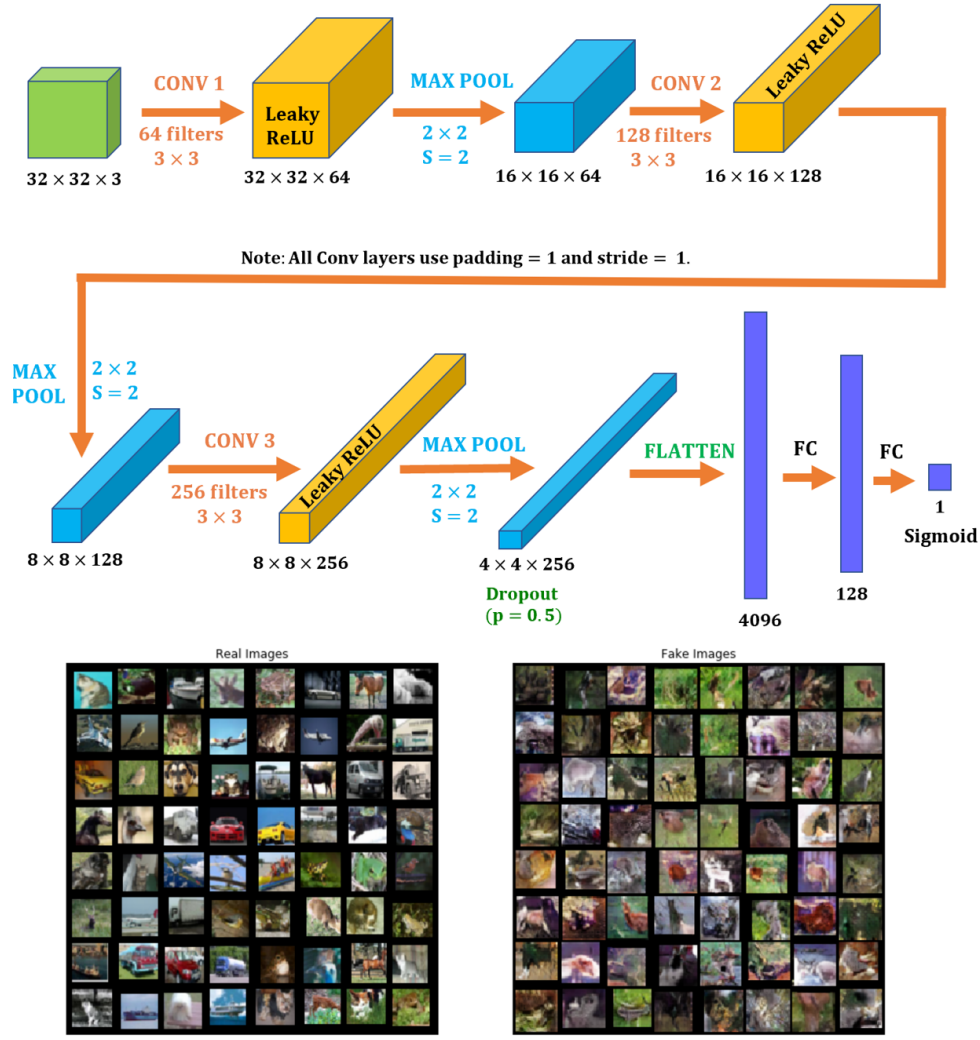 CONV 1
64 filters
3 × 3
Leaky
ReLU
MAX POOL
2 × 2
S = 2
CONV 2
128 filters
3 × 3
Leaky ReLU
32 × 32 × 3
32 × 32 × 64
16 × 16 × 64
16 × 16 × 128
Note: All Conv layers use padding = 1 and stride = 1.
MAX
POOL
2 × 2
S = 2
CONV 3
256 filters
3 × 3
Leaky ReLU
MAX POOL
2 × 2
S = 2
FLATTEN
FC
FC
8 × 8 × 128
8 × 8 × 256
4 × 4 × 256
Dropout
(p = 0.5)
4096
128
1
Sigmoid
Real Images
Fake Images